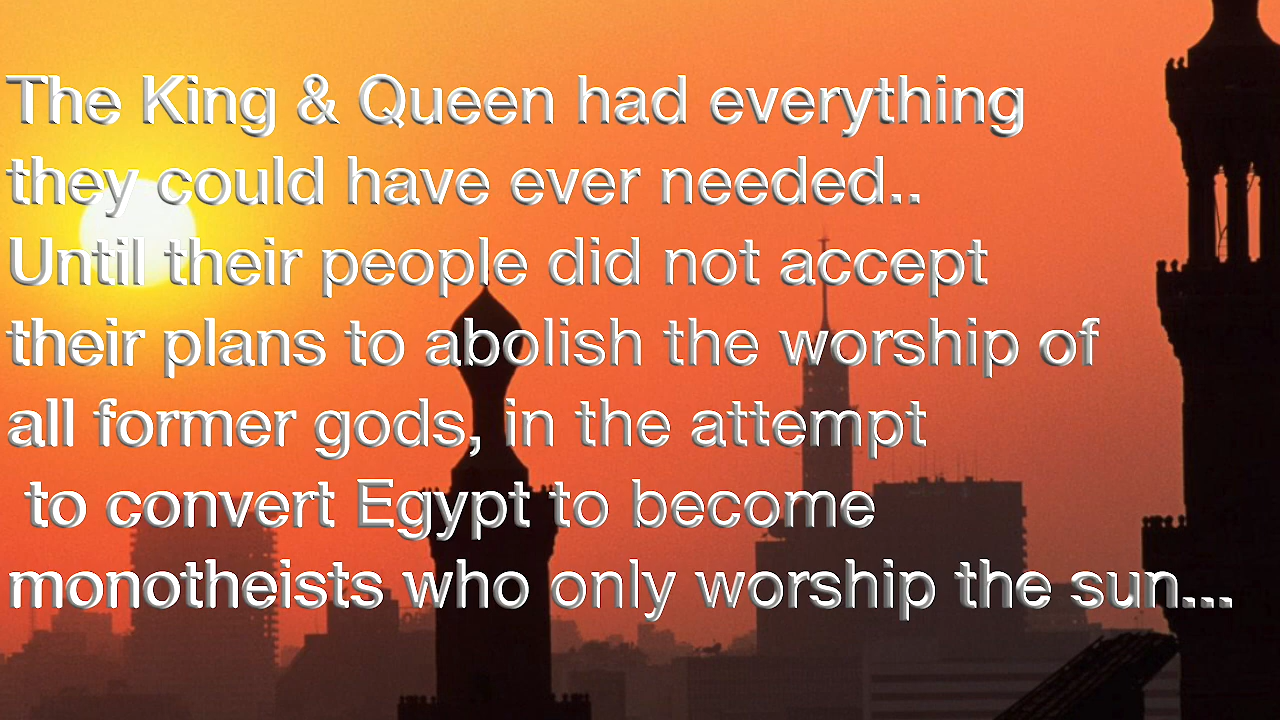 The King & Queen had everything
they could have ever needed..
Until their people did not accept
their plans to abolish the worship of
all former gods, in the attempt
to convert Egypt to become
monotheists who only worship the sun...